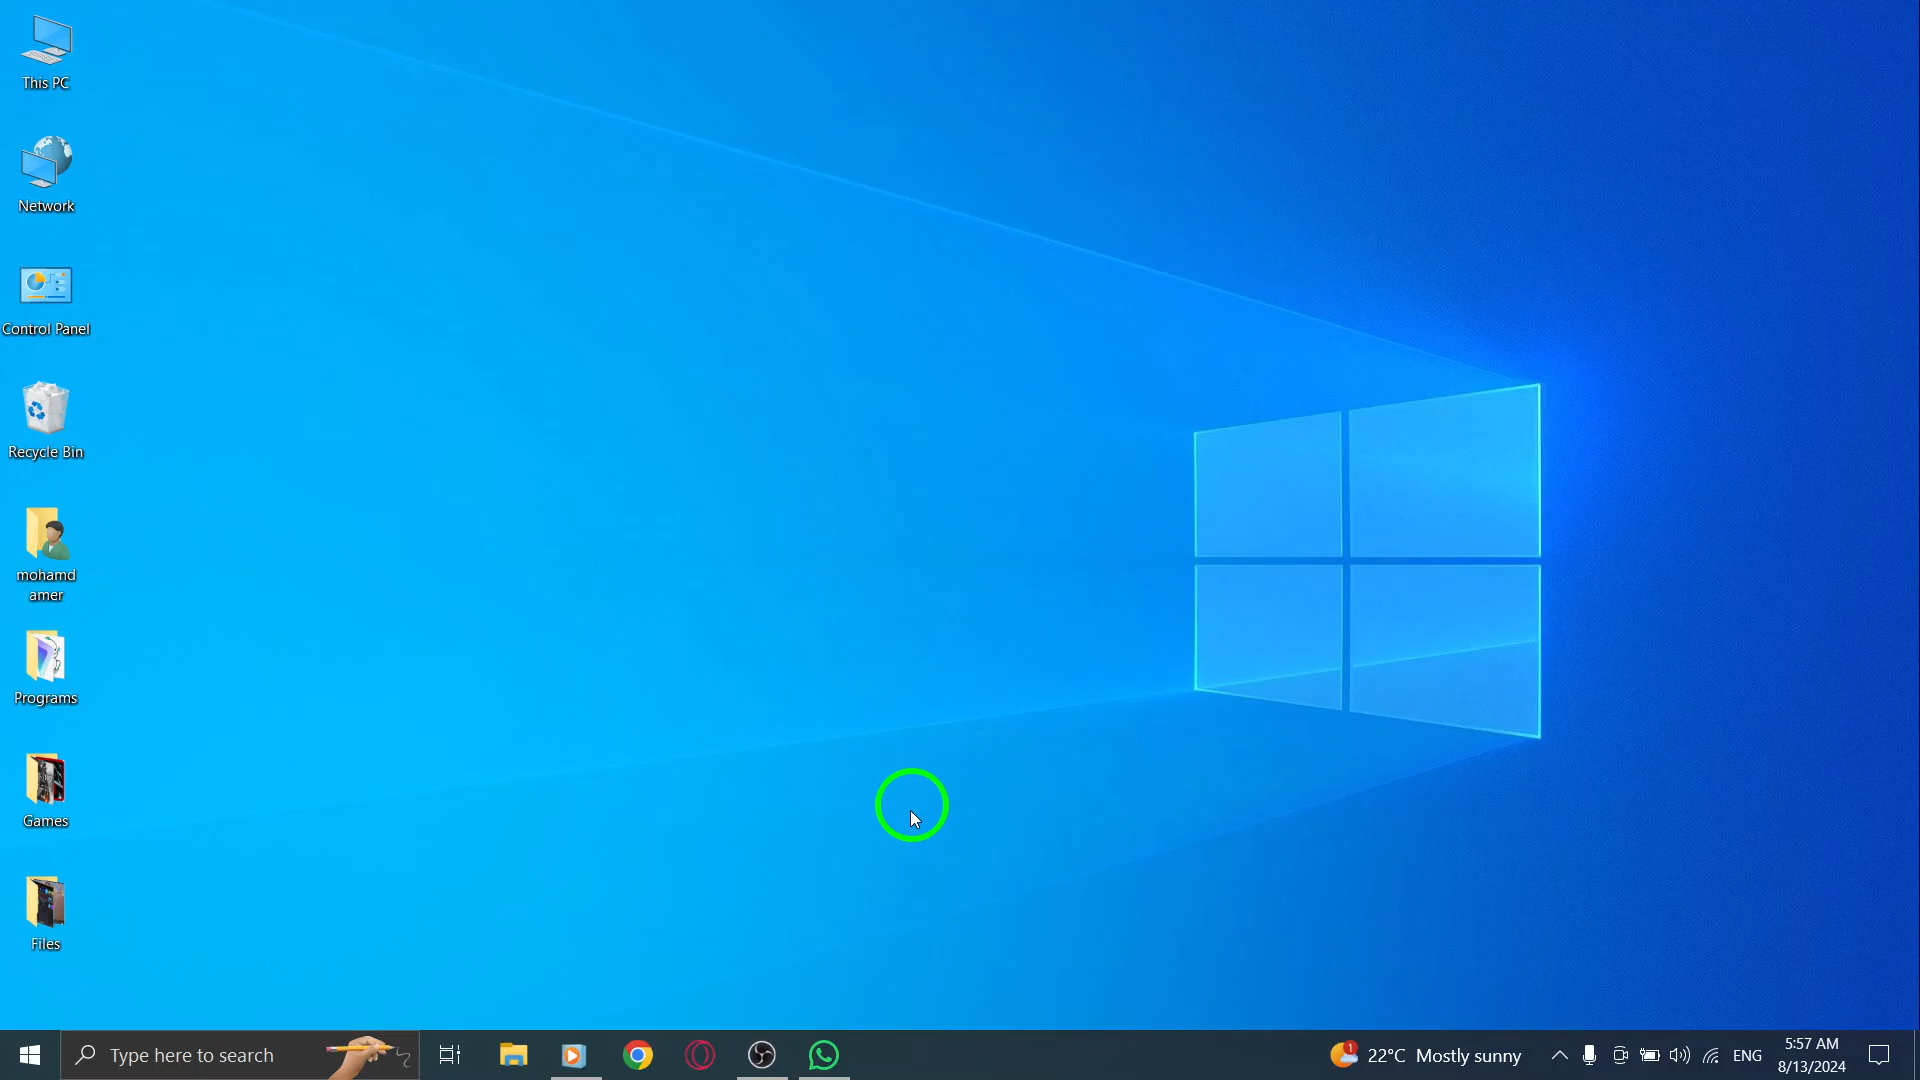 This PC
Network
Control Panel
Recycle Bin
mohamd
amer
Programs
Games
Files
Type here to search
1
22°C Mostly sunny
ENG
5:57 AM
8/13/2024